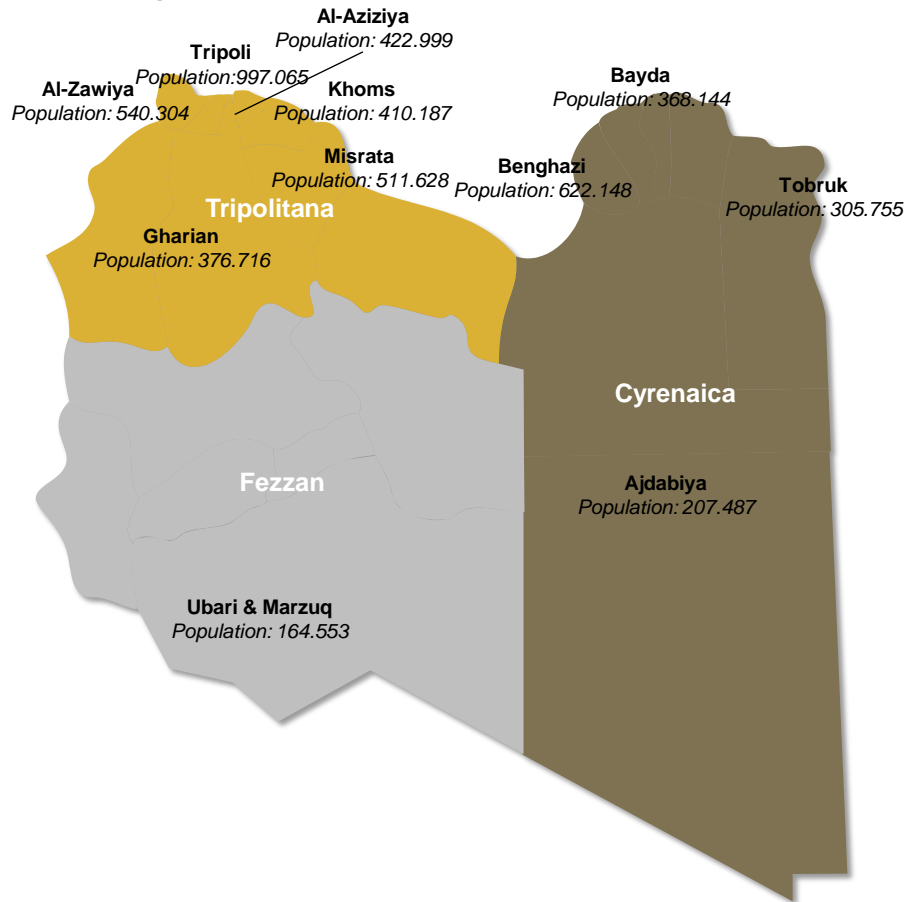 Al-Aziziya
Population: 422.999
Tripoli
Population:997.065
Al-Zawiya
Population: 540.304
Khoms
Population: 410.187
Bayda
Population: 368.144
Misrata
Population: 511.628
Benghazi
Population: 622.148
Tobruk
Population: 305.755
Tripolitana
Gharian
Population: 376.716
Cyrenaica
Fezzan
Ajdabiya
Population: 207.487
Ubari & Marzuq
Population: 164.553